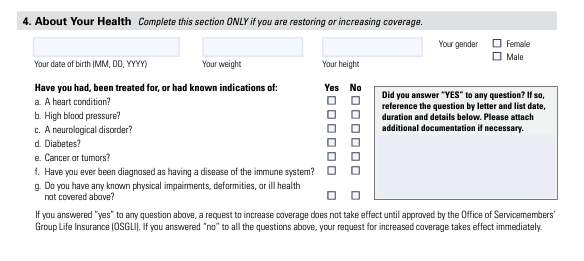 4. About Your Health Complete this section ONLY if you are restoring or increasing coverage.
Your gender Female
Male
Your date of birth (MM, DD, YYYY) Your weight Your height
Have you had, been treated for, or had known indications of: Yes No
a. A heart condition?
b. High blood pressure?
c. A neurological disorder?
d. Diabetes?
e. Cancer or tumors?
f. Have you ever been diagnosed as having a disease of the immune system?
g. Do you have any known physical impairments, deformities, or ill health
not covered above?
Did you answer “YES” to any question? If so,
reference the question by letter and list date,
duration and details below. Please attach
additional documentation if necessary.
If you answered “yes” to any question above, a request to increase coverage does not take effect until approved by the Office of Servicemembers’
Group Life Insurance (OSGLI). If you answered “no” to all the questions above, your request for increased coverage takes effect immediately.